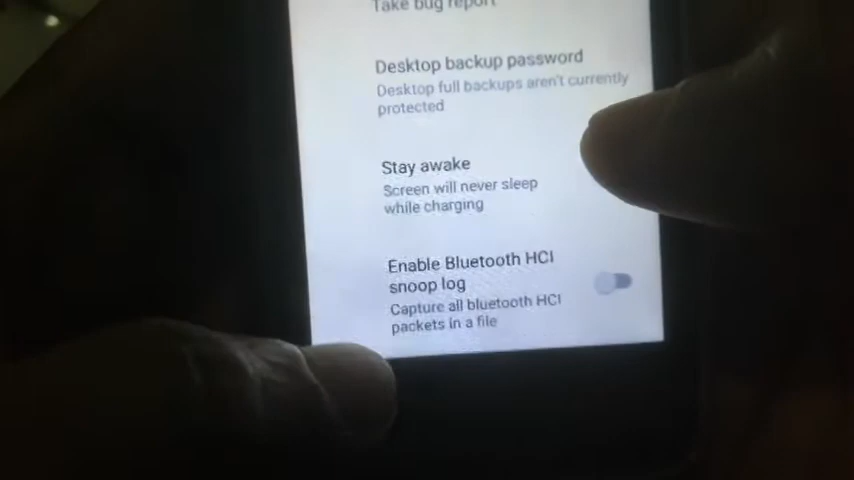 Take bug report
Desktop backup password
Desktop full backups aren't currently
protected
Stay awake
Screen will never sleep
while charging
Enable Bluetooth HCI
snoop log
Capture all bluetooth HCI
packets in a file